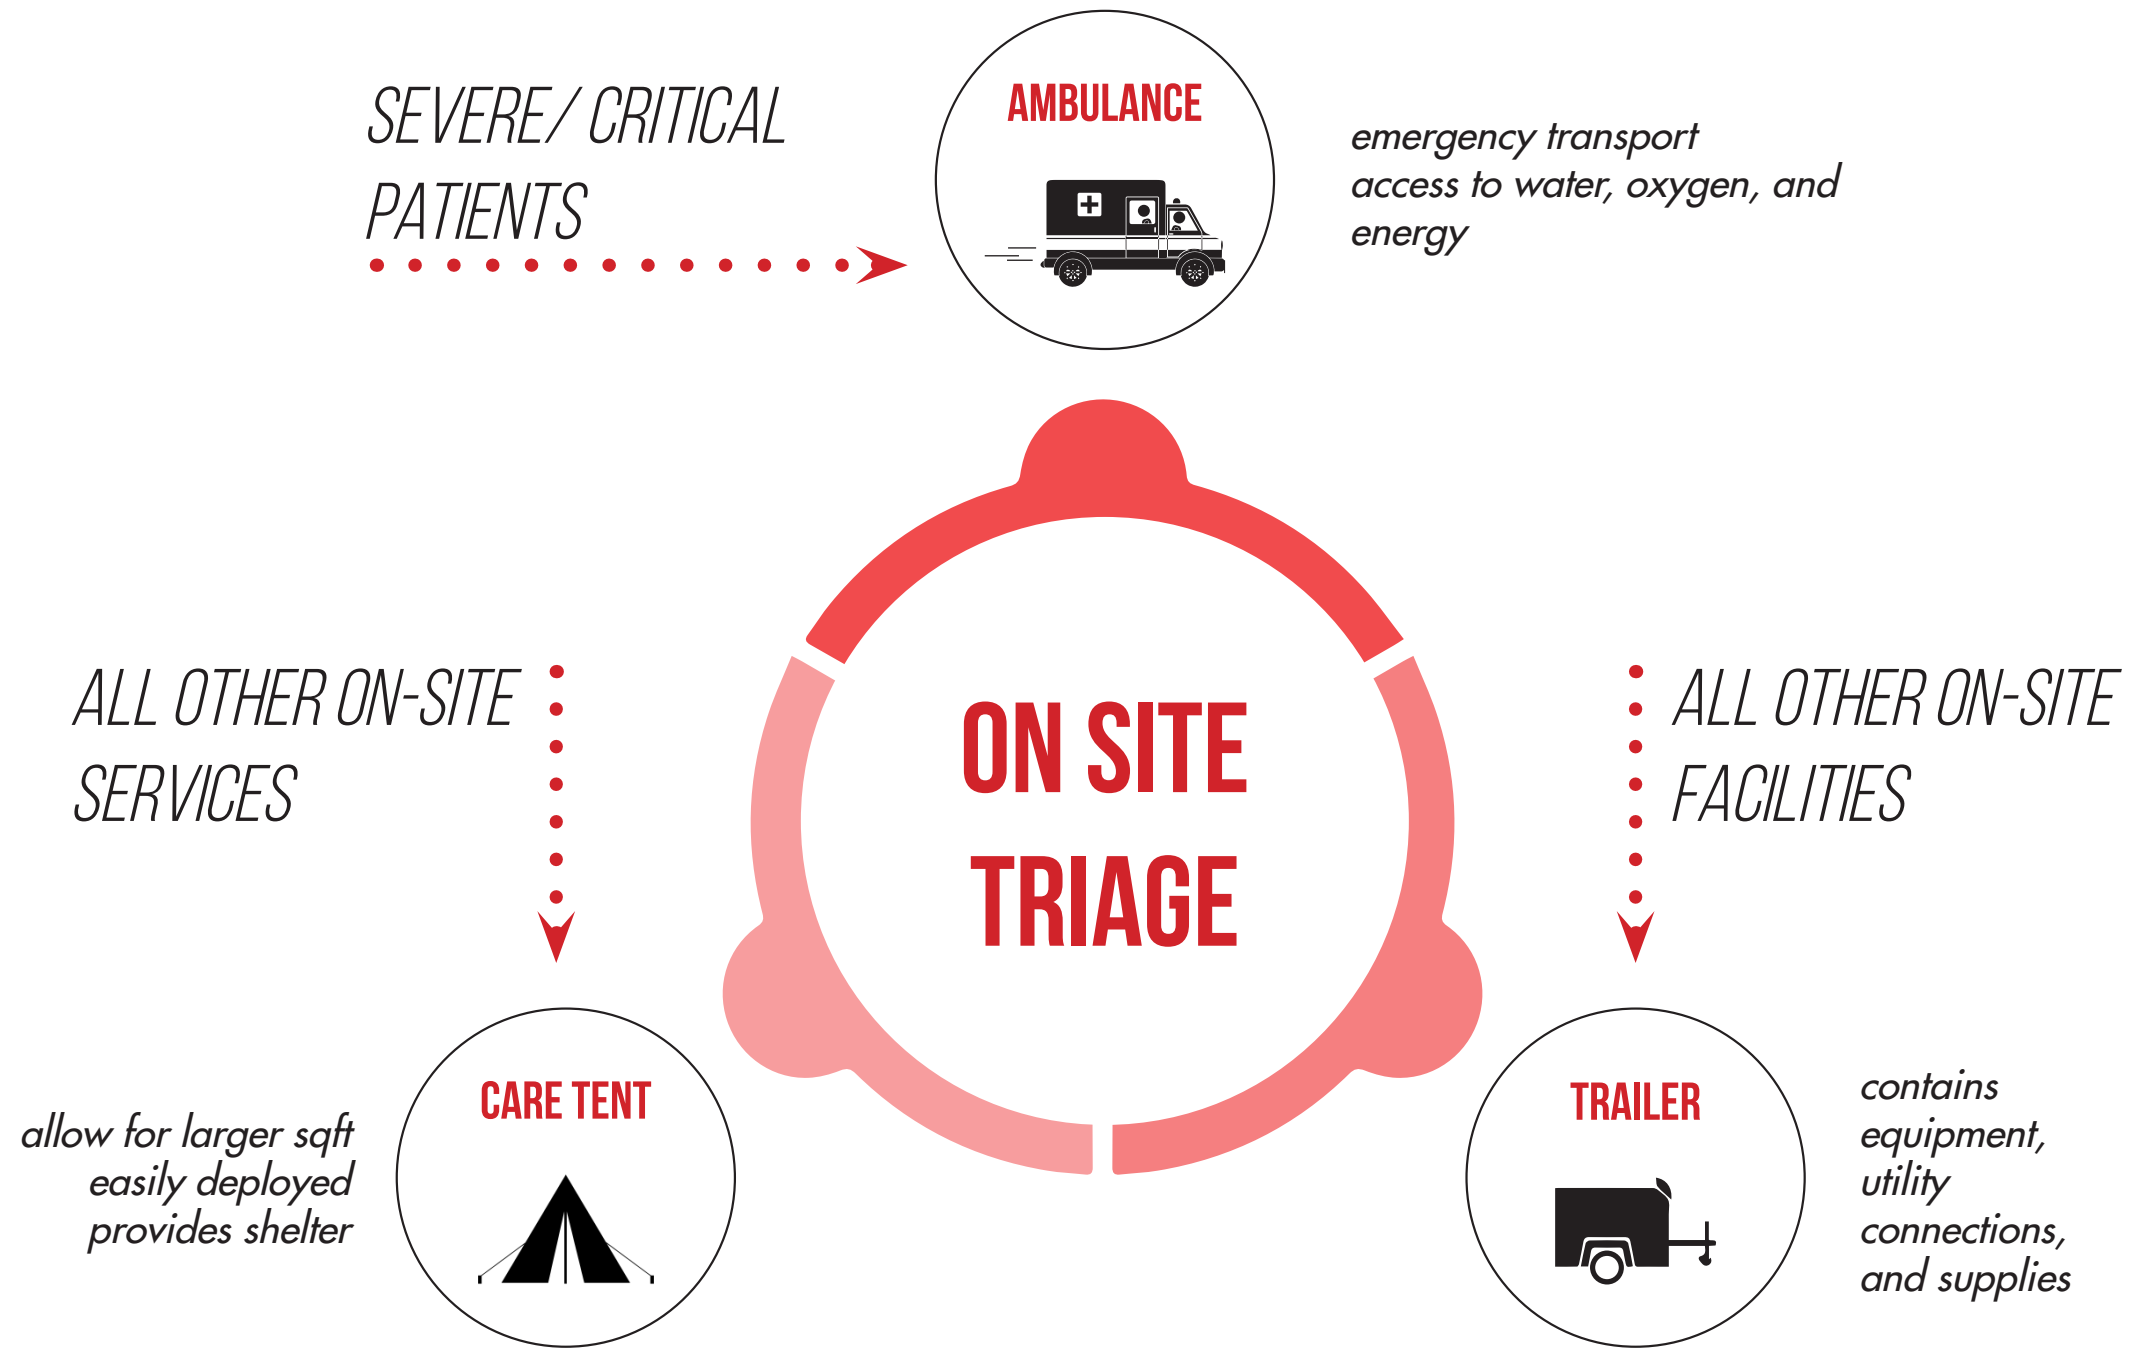 SEVERE/ CRITICAL
PATIENTS
AMBULANCE
emergency transport
access to water, oxygen, and
energy
ALL OTHER ON-SITE
SERVICES
ON SITE
TRIAGE
ALL OTHER ON-SITE
FACILITIES
allow for larger sqft
easily deployed
provides shelter
CARE TENT
TRAILER
contains
equipment,
utility
connections,
and supplies